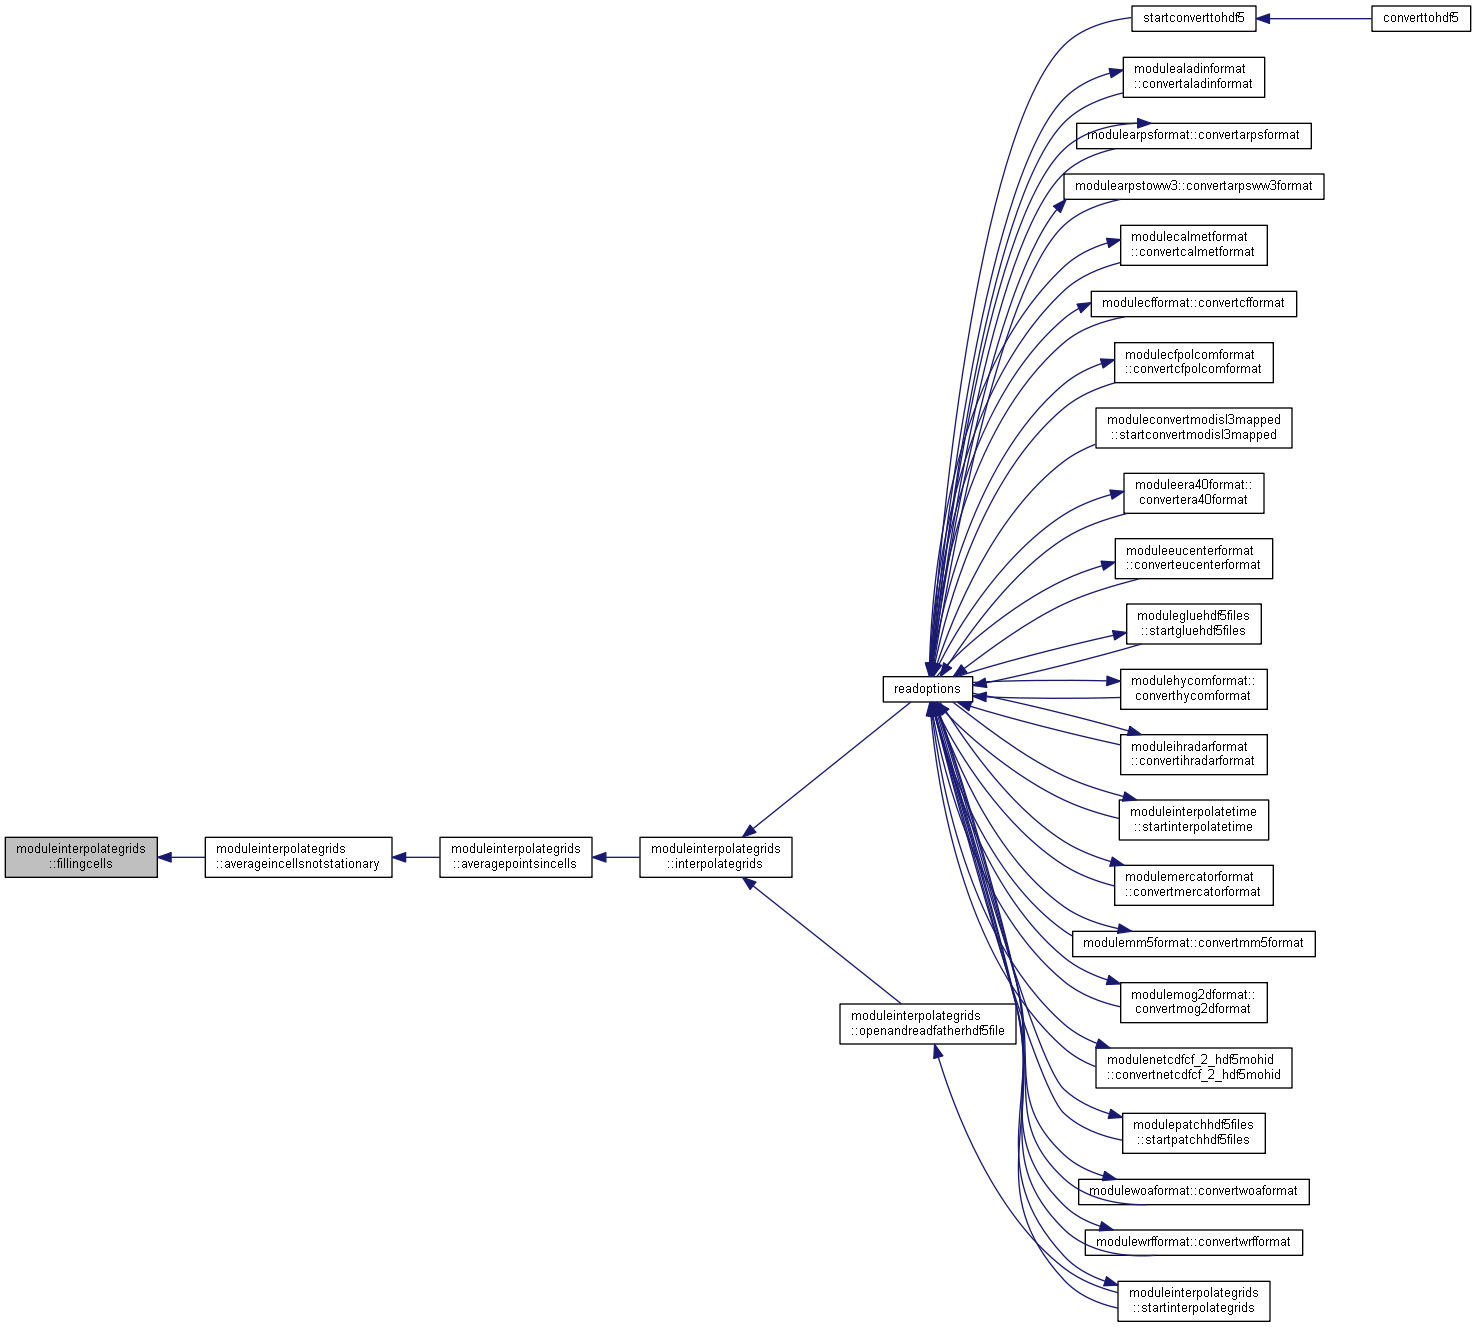 startconverttohdf5
converttohdf5
modulealadinformat
::convertaladinformat
modulearpsformat::convertarpsformat
modulearpstoww3::convertarpsww3format
modulecalmetformat
::convertcalmetformat
modulecfformat::convertcfformat
modulecfpolcomformat
::convertcfpolcomformat
moduleconvertmodisl3mapped
::startconvertmodisl3mapped
moduleera40format::
convertera40format
moduleeucenterformat
::converteucenterformat
modulegluehdf5files
::startgluehdf5files
readoptions
modulehycomformat::
converthycomformat
moduleihradarformat
::convertihradarformat
moduleinterpolatetime
::startinterpolatetime
moduleinterpolategrids
::fillingcells
moduleinterpolategrids
::averageincellsnotstationary
moduleinterpolategrids
::averagepointsincells
moduleinterpolategrids
::interpolategrids
modulemercatorformat
::convertmercatorformat
modulemm5format::convertmm5format
modulemog2dformat::
convertmog2dformat
moduleinterpolategrids
::openandreadfatherhdf5file
modulenetcdfcf_2_hdf5mohid
::convertnetcdfcf_2_hdf5mohid
modulepatchhdf5files
::startpatchhdf5files
modulewoaformat::convertwoaformat
modulewrfformat::convertwrfformat
moduleinterpolategrids
::startinterpolategrids